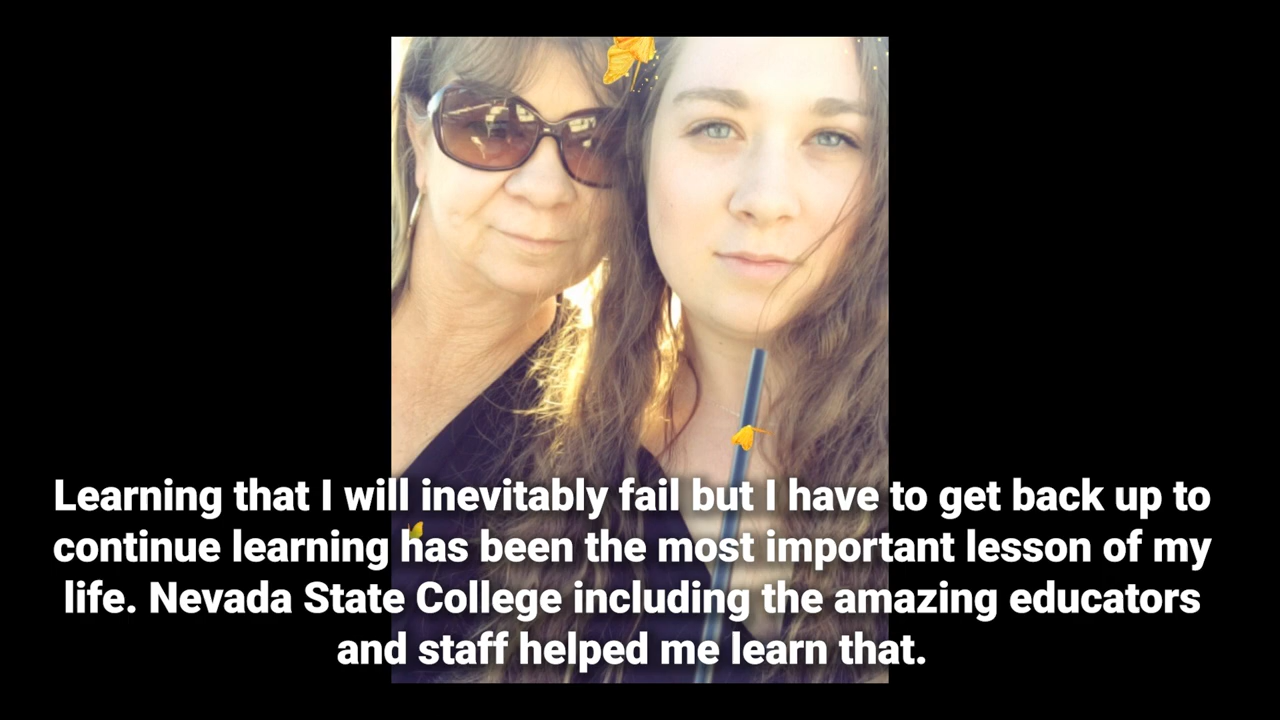 Learning that I will inevitably fail but I have to get back up to
continue learning has been the most important lesson of my
life. Nevada State College including the amazing educators
and staff helped me learn that.